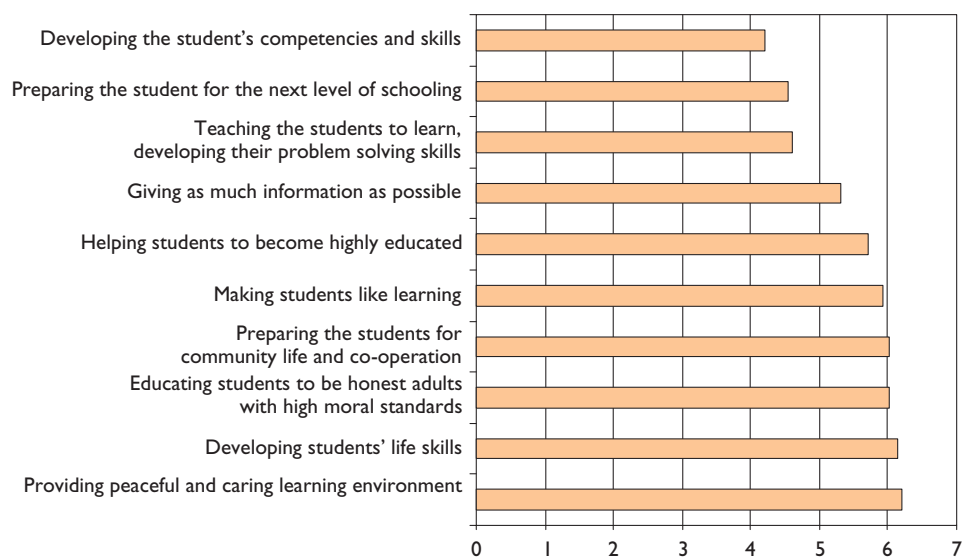 Developing the student’s competencies and skills
Preparing the student for the next level of schooling
Teaching the students to learn,
developing their problem solving skills
Giving as much information as possible
Helping students to become highly educated
Making students like learning
Preparing the students for
community life and co-operation
Educating students to be honest adults
with high moral standards
Developing students’ life skills
Providing peaceful and caring learning environment
0 1 2 3 4 5 6 7